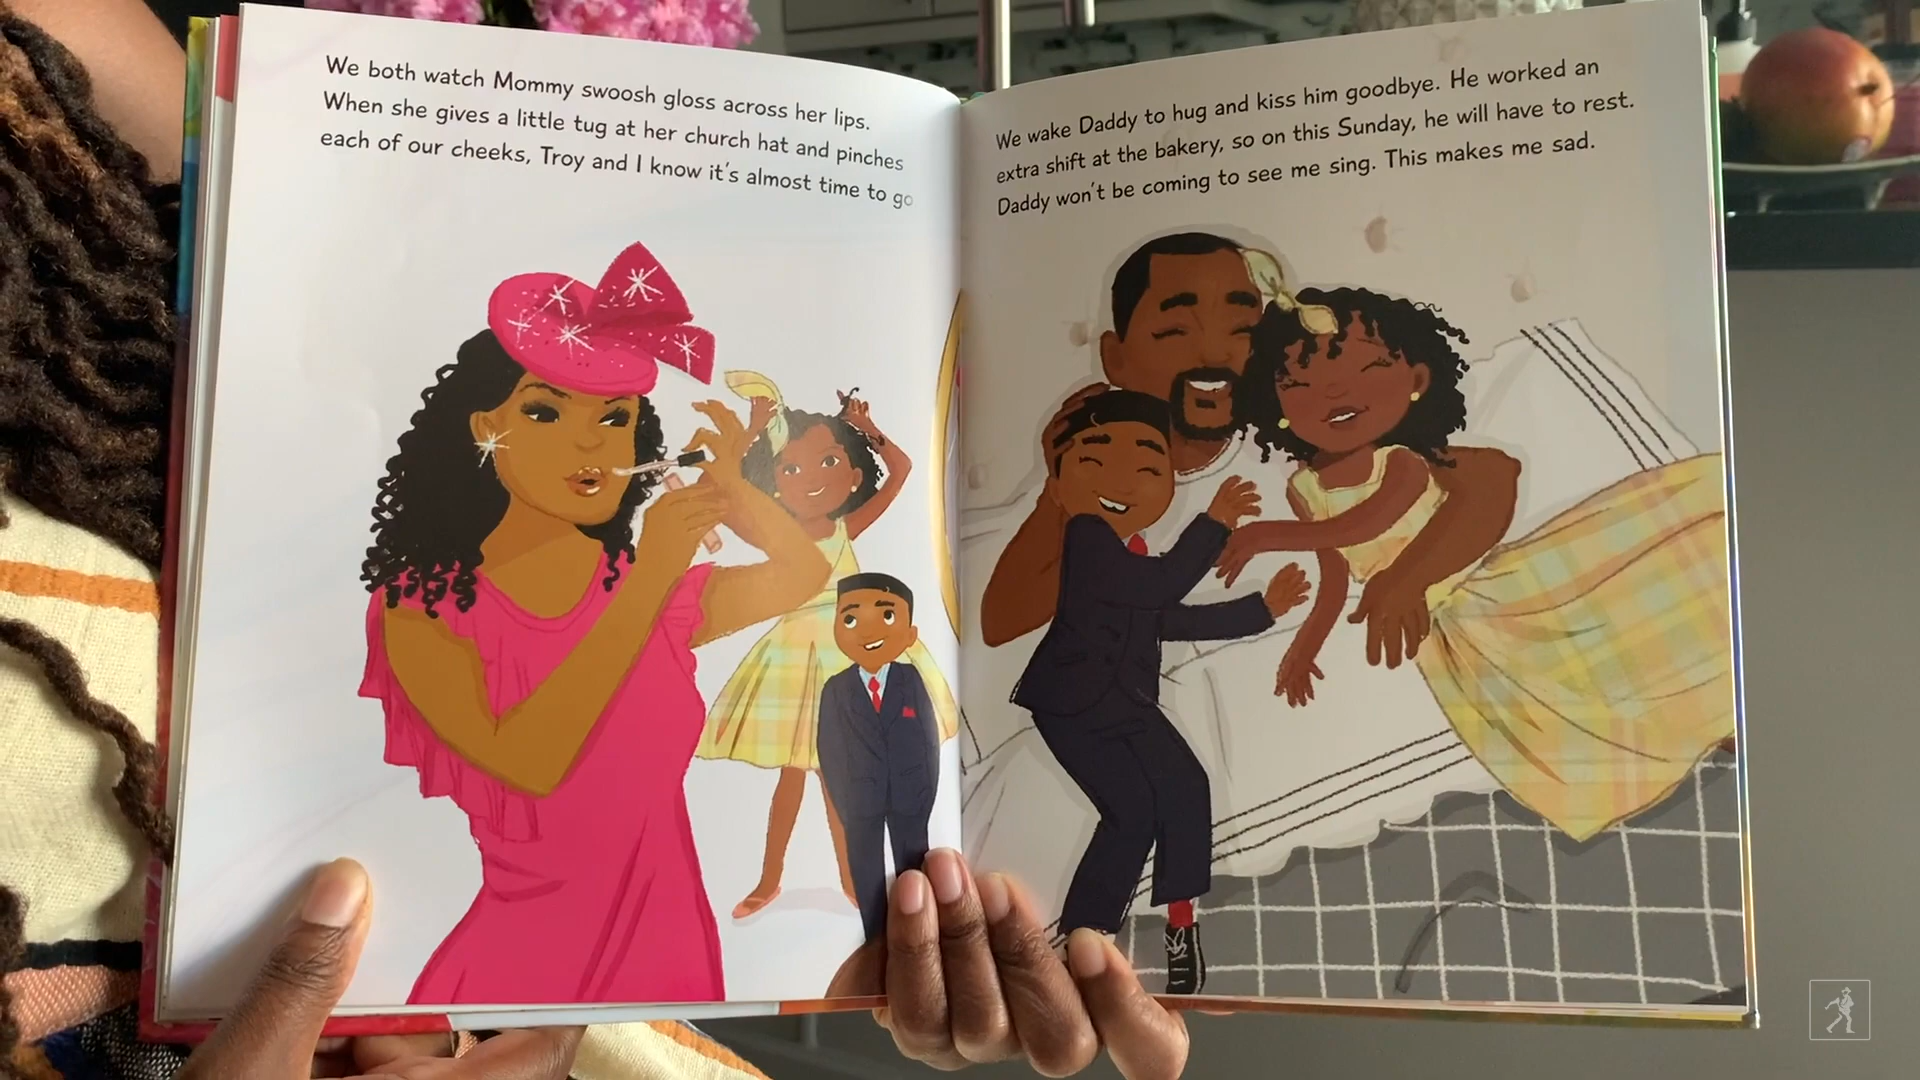 We both watch Mommy swoosh gloss across her lips.
When she gives a little tug at her church hat and pinches
each of our cheeks, Troy and I know it's almost time to go
We wake Daddy to hug and kiss him goodbye. He worked an
extra shift at the bakery, so on this Sunday, he will have to rest.
Daddy won't be coming to see me sing. This makes me sad.